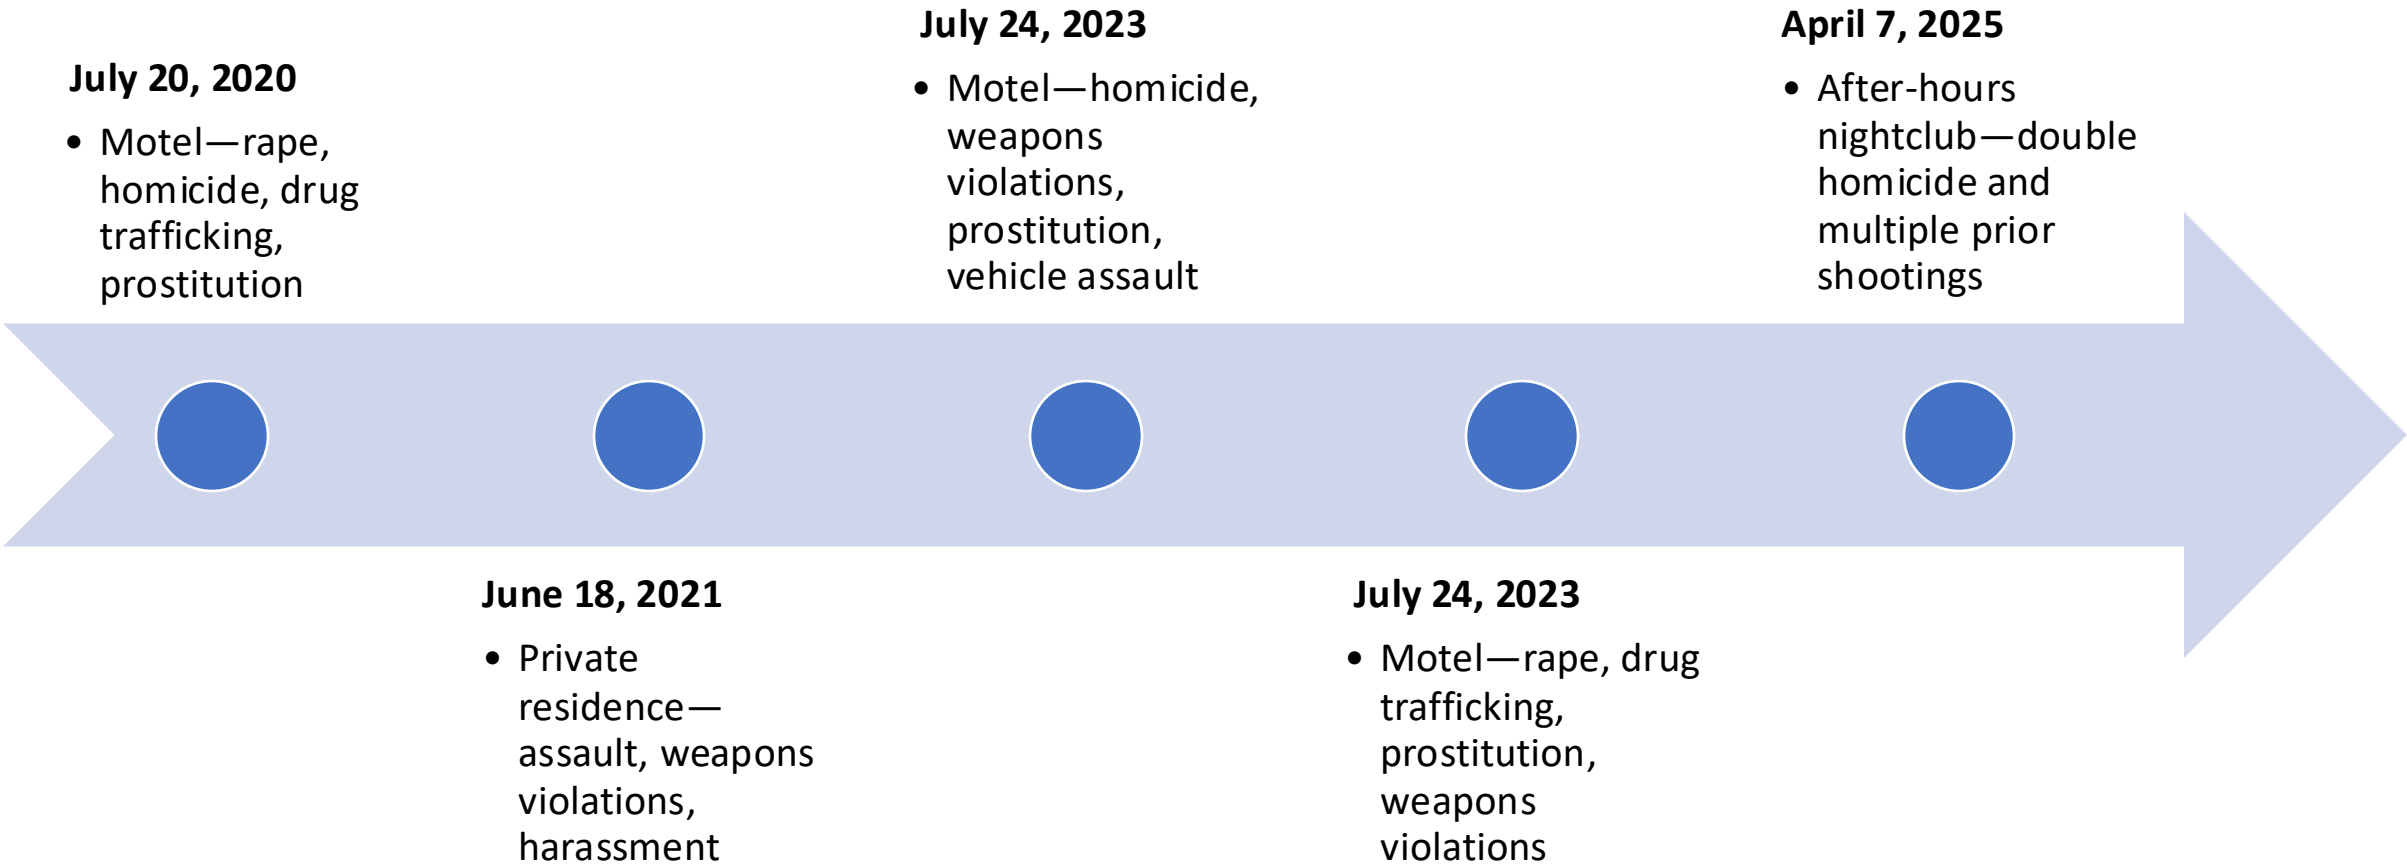 July 20, 2020
• Motel—rape,
homicide, drug
trafficking,
prostitution
June 18, 2021
• Private
residence—
assault, weapons
violations,
harassment
July 24, 2023
• Motel—homicide,
weapons
violations,
prostitution,
vehicle assault
July 24, 2023
• Motel—rape, drug
trafficking,
prostitution,
weapons
violations
April 7, 2025
• After-hours
nightclub—double
homicide and
multiple prior
shootings